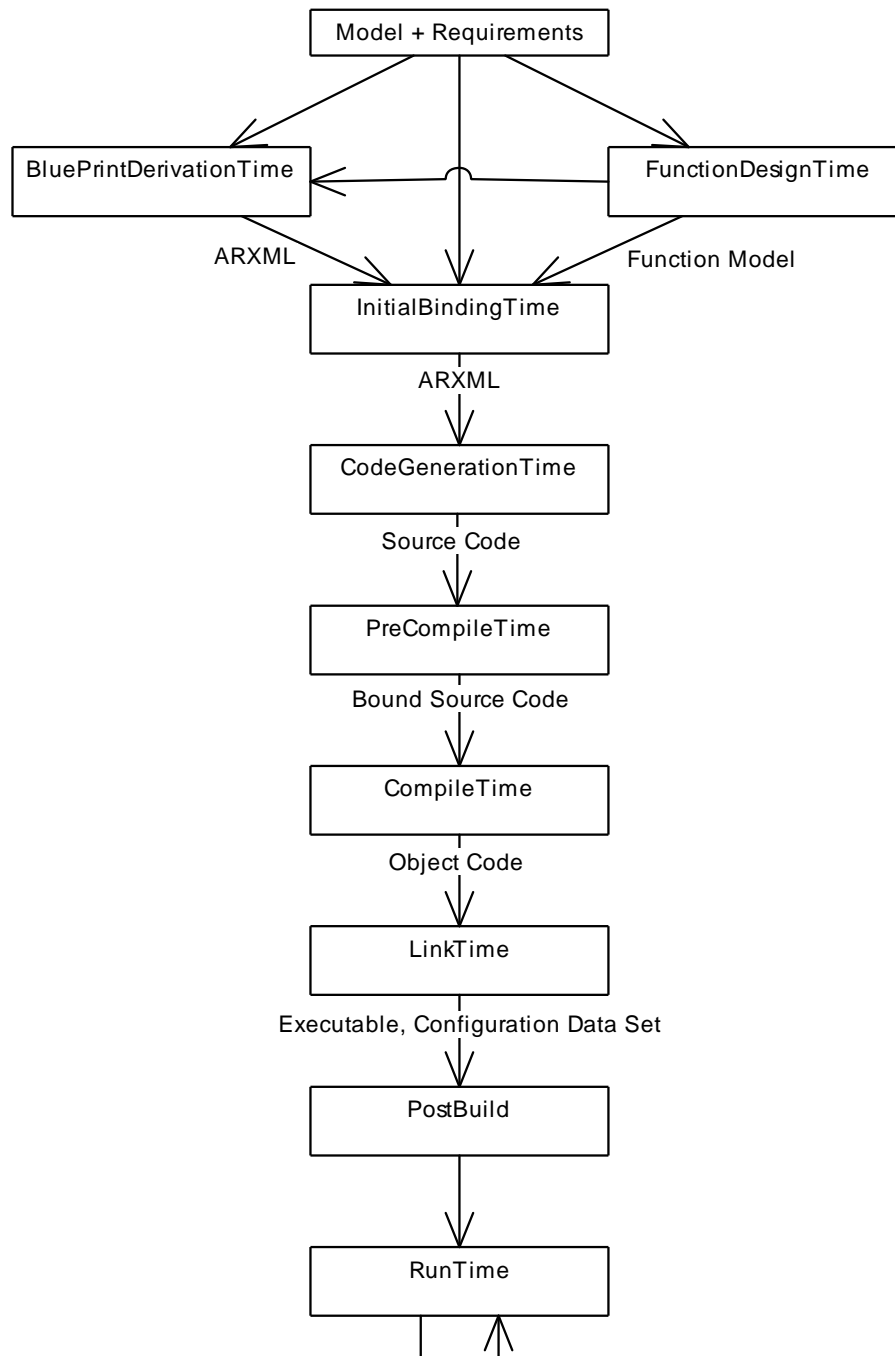 Model + Requirements
BluePrintDerivationTime
FunctionDesignTime
ARXML
Function Model
InitialBindingTime
ARXML
CodeGenerationTime
Source Code
PreCompileTime
Bound Source Code
CompileTime
Object Code
LinkTime
Executable, Configuration Data Set
PostBuild
RunTime